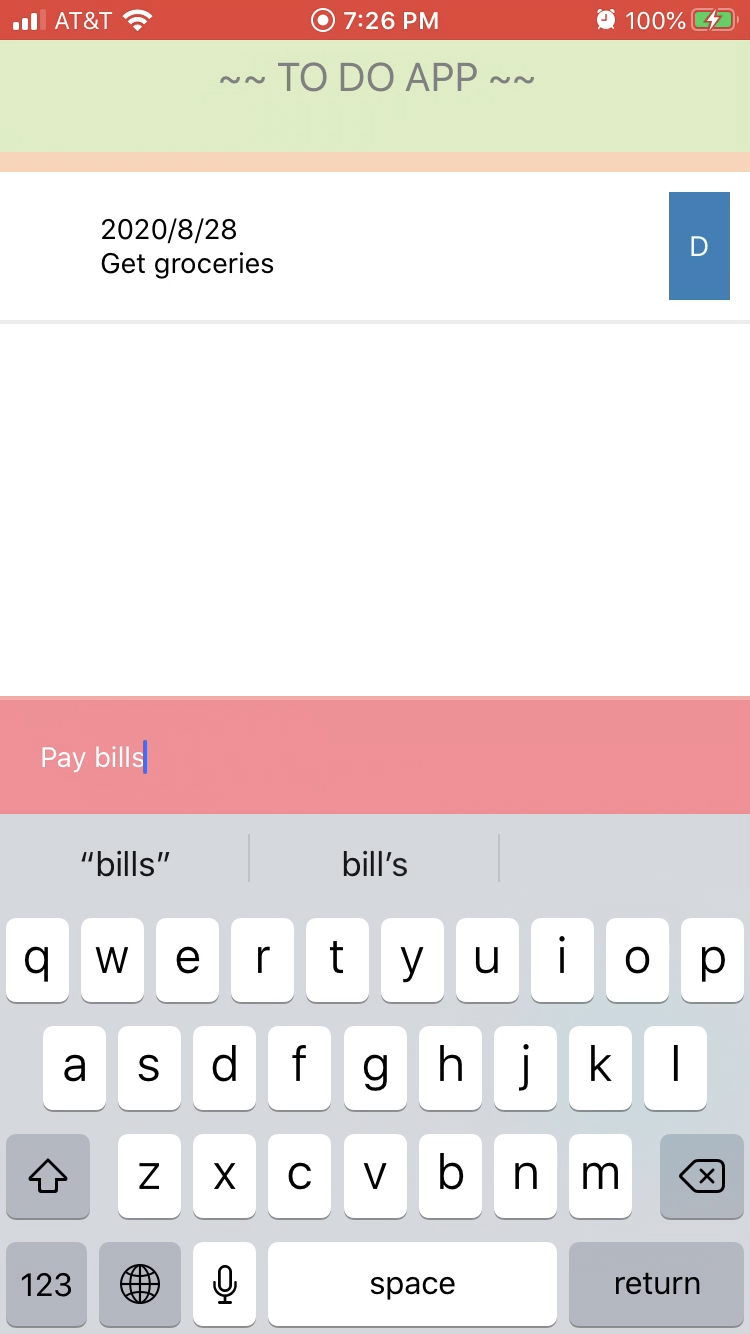 AT&T 7:26 PM 100%
~~ TO DO APP ~~
2020/8/28
Get groceries
D
Pay bills
“bills” bill’s
q w e r t y u i o p
a s d f g h j k l
z x c v b n m
123 space return